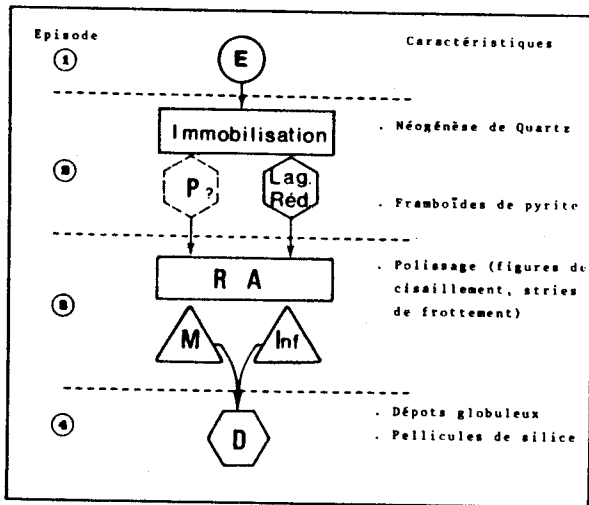 Episode
Caractéristiques
1
E
Immobilisation
. Néogénèse de Quartz
2
P ?
Lag.
Réd.
. Framboïdes de pyrite
R A
. Polissage (figures de
cisaillement, stries
de frottement)
3
M
Inf
4
D
. Dépots globuleux
. Pellicules de silice